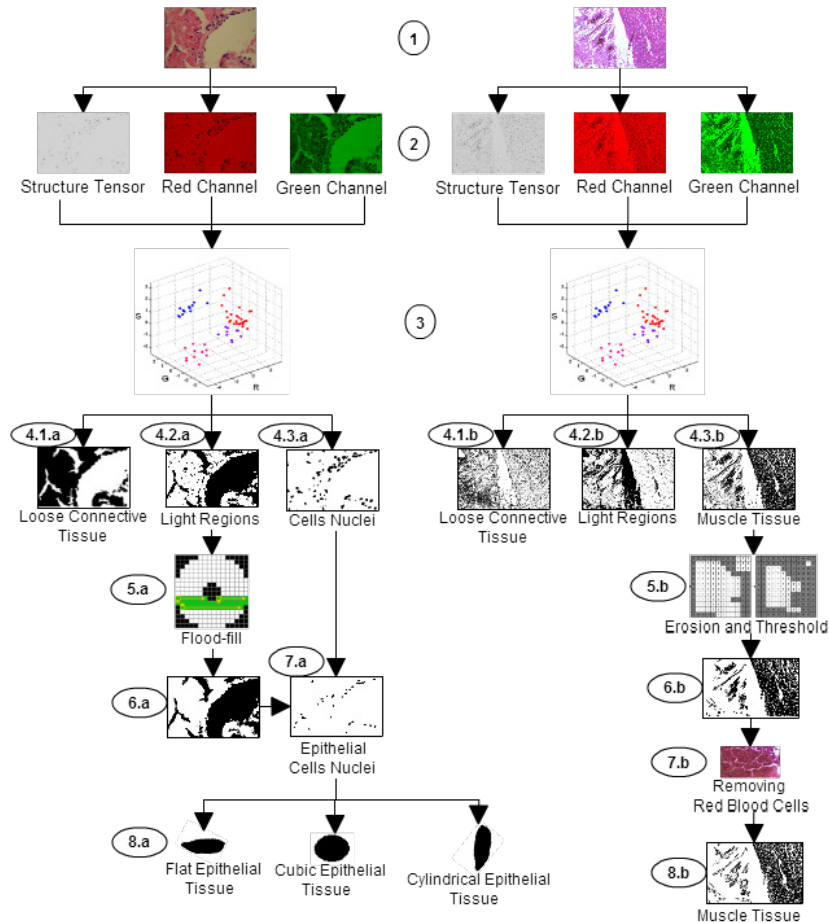 1
2
Structure Tensor
Red Channel
Green Channel
Structure Tensor
Red Channel
Green Channel
3
S
G
R
S
G
R
4.1.a
4.2.a
4.3.a
4.1.b
4.2.b
4.3.b
Loose Connective
Tissue
Light Regions
Cells Nuclei
Loose Connective
Tissue
Light Regions
Muscle Tissue
5.a
Flood-fill
5.b
Erosion and Threshold
6.a
7.a
Epithelial
Cells Nuclei
6.b
7.b
Removing
Red Blood Cells
8.a
Flat Epithelial
Tissue
Cubic Epithelial
Tissue
Cylindrical Epithelial
Tissue
8.b
Muscle Tissue